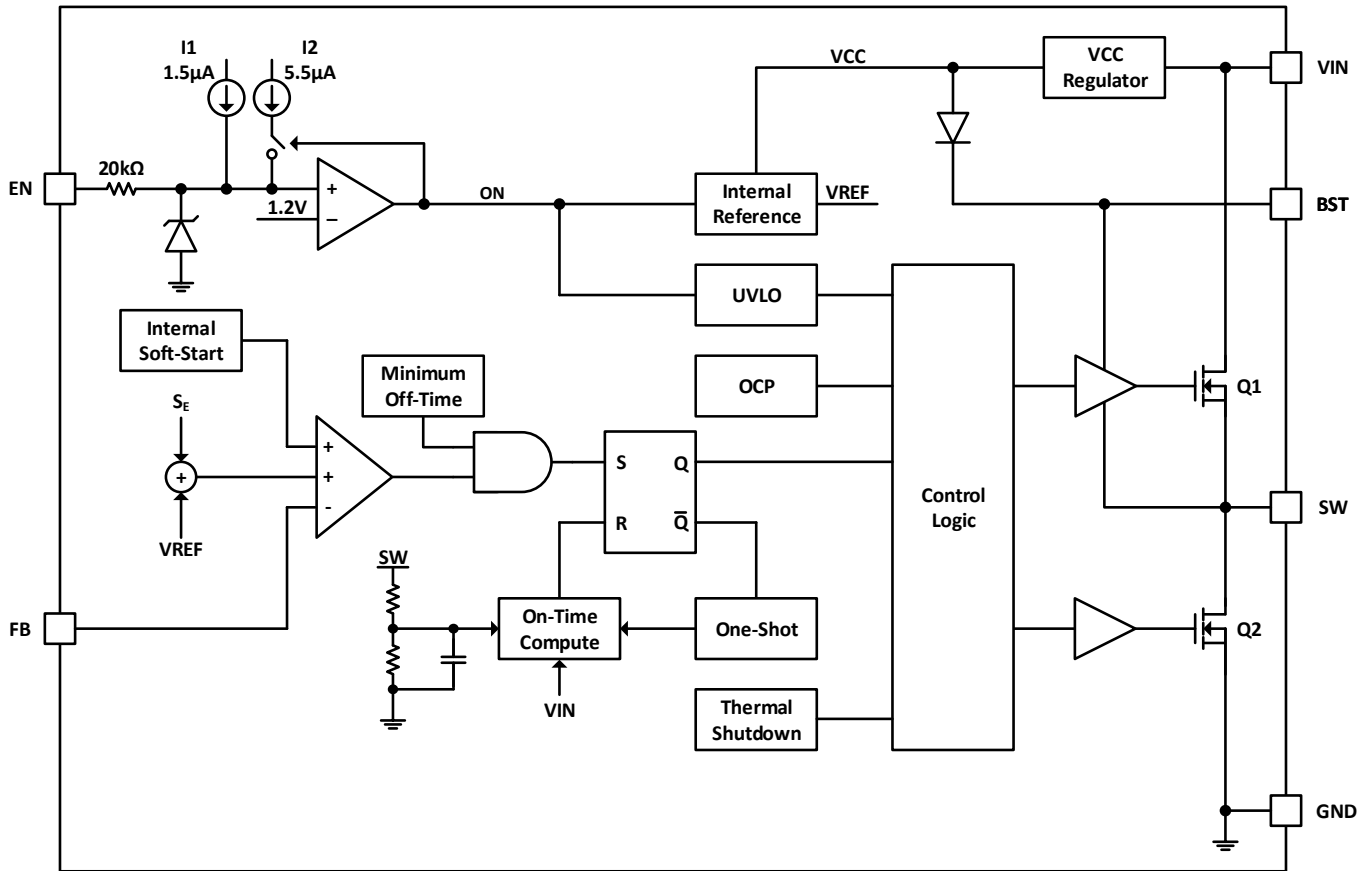 I1
1.5µA
I2
5.5µA
VCC
VCC
Regulator
VIN
EN
20kΩ
+
1.2V
−
ON
Internal
Reference
VREF
BST
UVLO
Internal
Soft-Start
Minimum
Off-Time
OCP
Q1
SE
+
+
+
-
VREF
S
Q
R
Q̅
Control
Logic
SW
SW
FB
On-Time
Compute
One-Shot
Q2
VIN
Thermal
Shutdown
GND